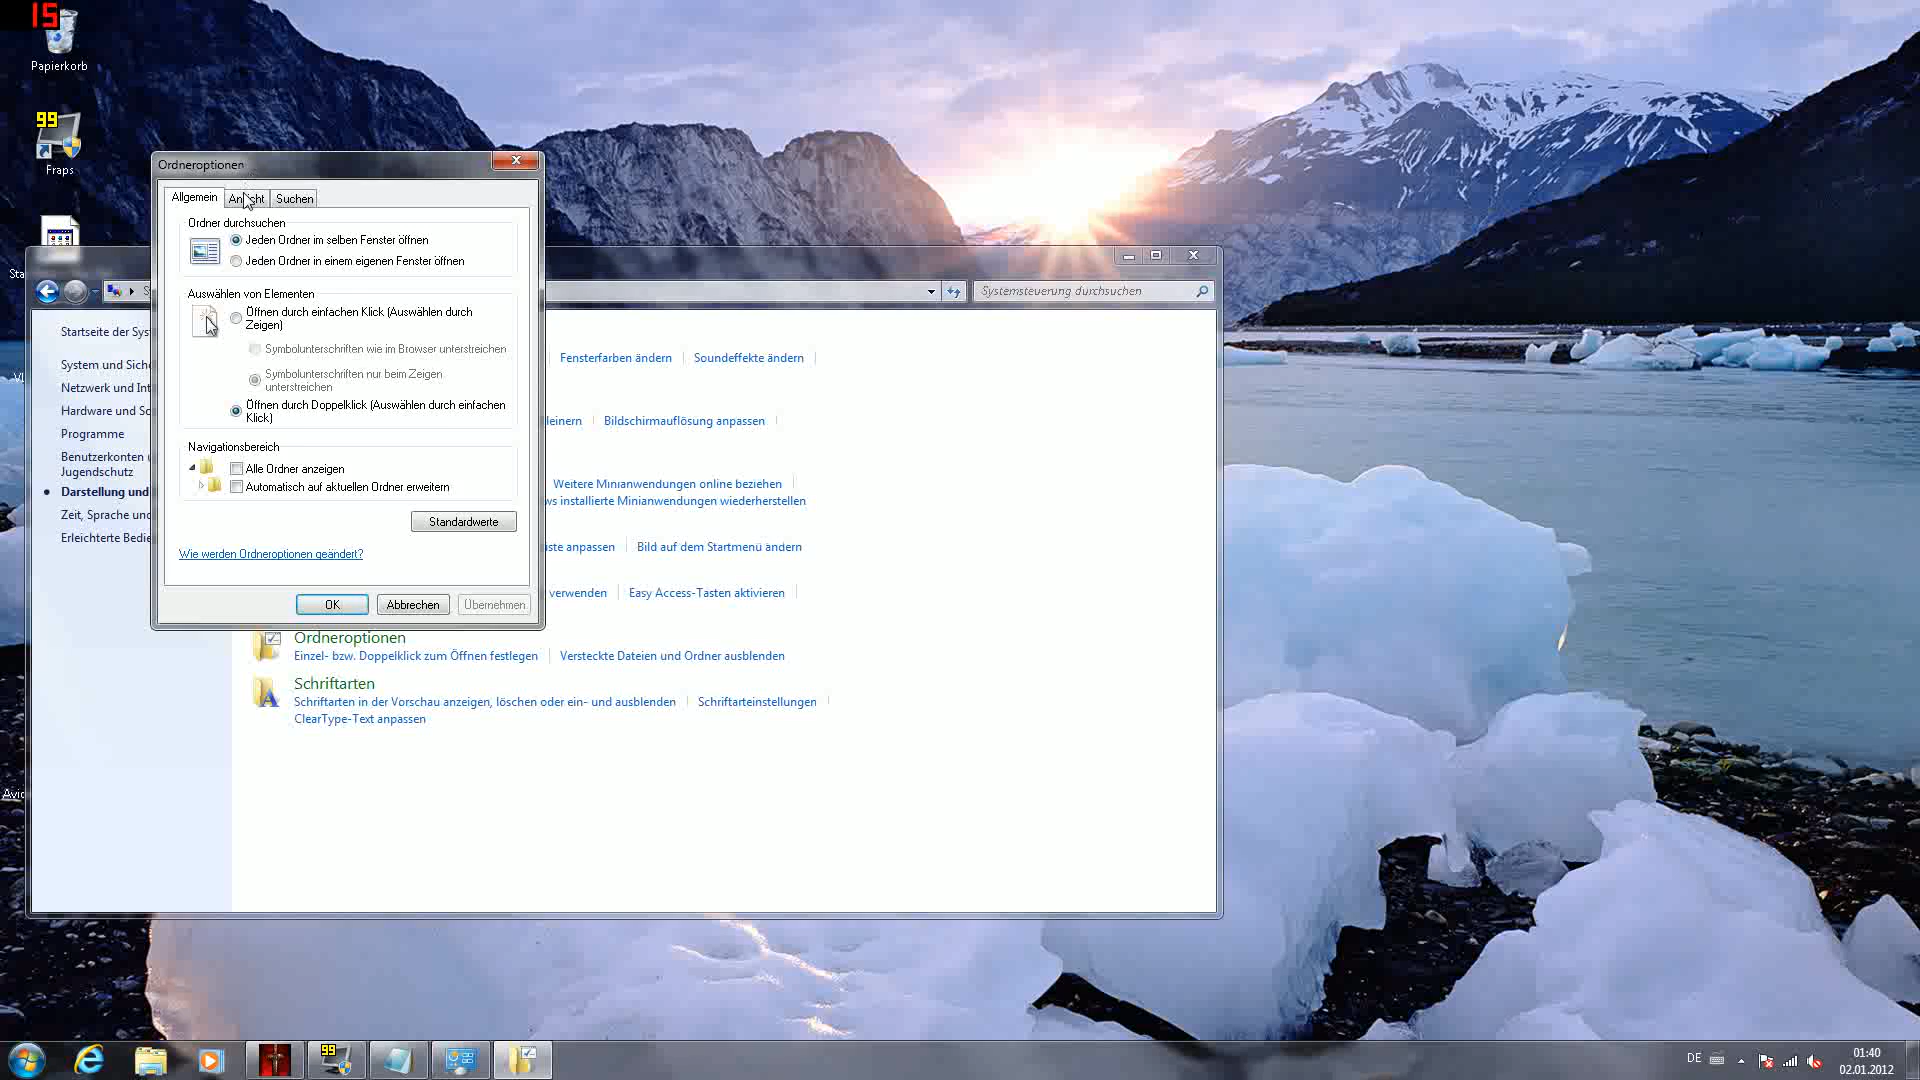 15
Papierkorb
99
Fraps
Ordneroptionen
Allgemein
Suchen
Ordner durchsuchen
Jeden Ordner im selben Fenster öffnen
Jeden Ordner in einem eigenen Fenster öffnen
Auswählen von Elementen
Öffnen durch einfachen Klick (Auswählen durch
Zeigen)
Symbolunterschriften wie im Browser unterstreichen
Symbolunterschriften nur beim Zeigen
unterstreichen
Öffnen durch Doppelklick (Auswählen durch einfachen
Klick)
Navigationsbereich
Alle Ordner anzeigen
Automatisch auf aktuellen Ordner erweitern
Standardwerte
Wie werden Ordneroptionen geändert?
OK
Abbrechen
Übernehmen
Systemsteuerung durchsuchen
Startseite der Sys
System und Siche
Netzwerk und Int
Hardware und So
Programme
Benutzerkonten
Jugendschutz
Darstellung und
Zeit, Sprache und
Erleichterte Bedie
Fensterfarben ändern
Soundeffekte ändern
leinern
Bildschirmauflösung anpassen
Weitere Minianwendungen online beziehen
ws installierte Minianwendungen wiederherstellen
iste anpassen
Bild auf dem Startmenü ändern
verwenden
Easy Access-Tasten aktivieren
Ordneroptionen
Einzel- bzw. Doppelklick zum Öffnen festlegen
Versteckte Dateien und Ordner ausblenden
Schriftarten
Schriftarten in der Vorschau anzeigen, löschen oder ein- und ausblenden
Schriftarteinstellungen
ClearType-Text anpassen
99
DE
01:40
02.01.2012